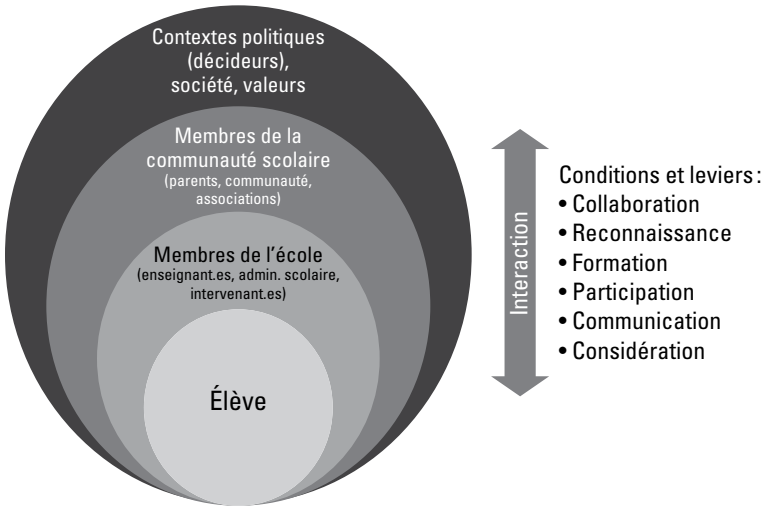 Contextes politiques
(décideurs),
société, valeurs
Membres de la
communauté scolaire
(parents, communauté,
associations)
Membres de l'école
(enseignant.es, admin. scolaire,
intervenant.es)
Élève
Interaction
Conditions et leviers :
• Collaboration
• Reconnaissance
• Formation
• Participation
• Communication
• Considération